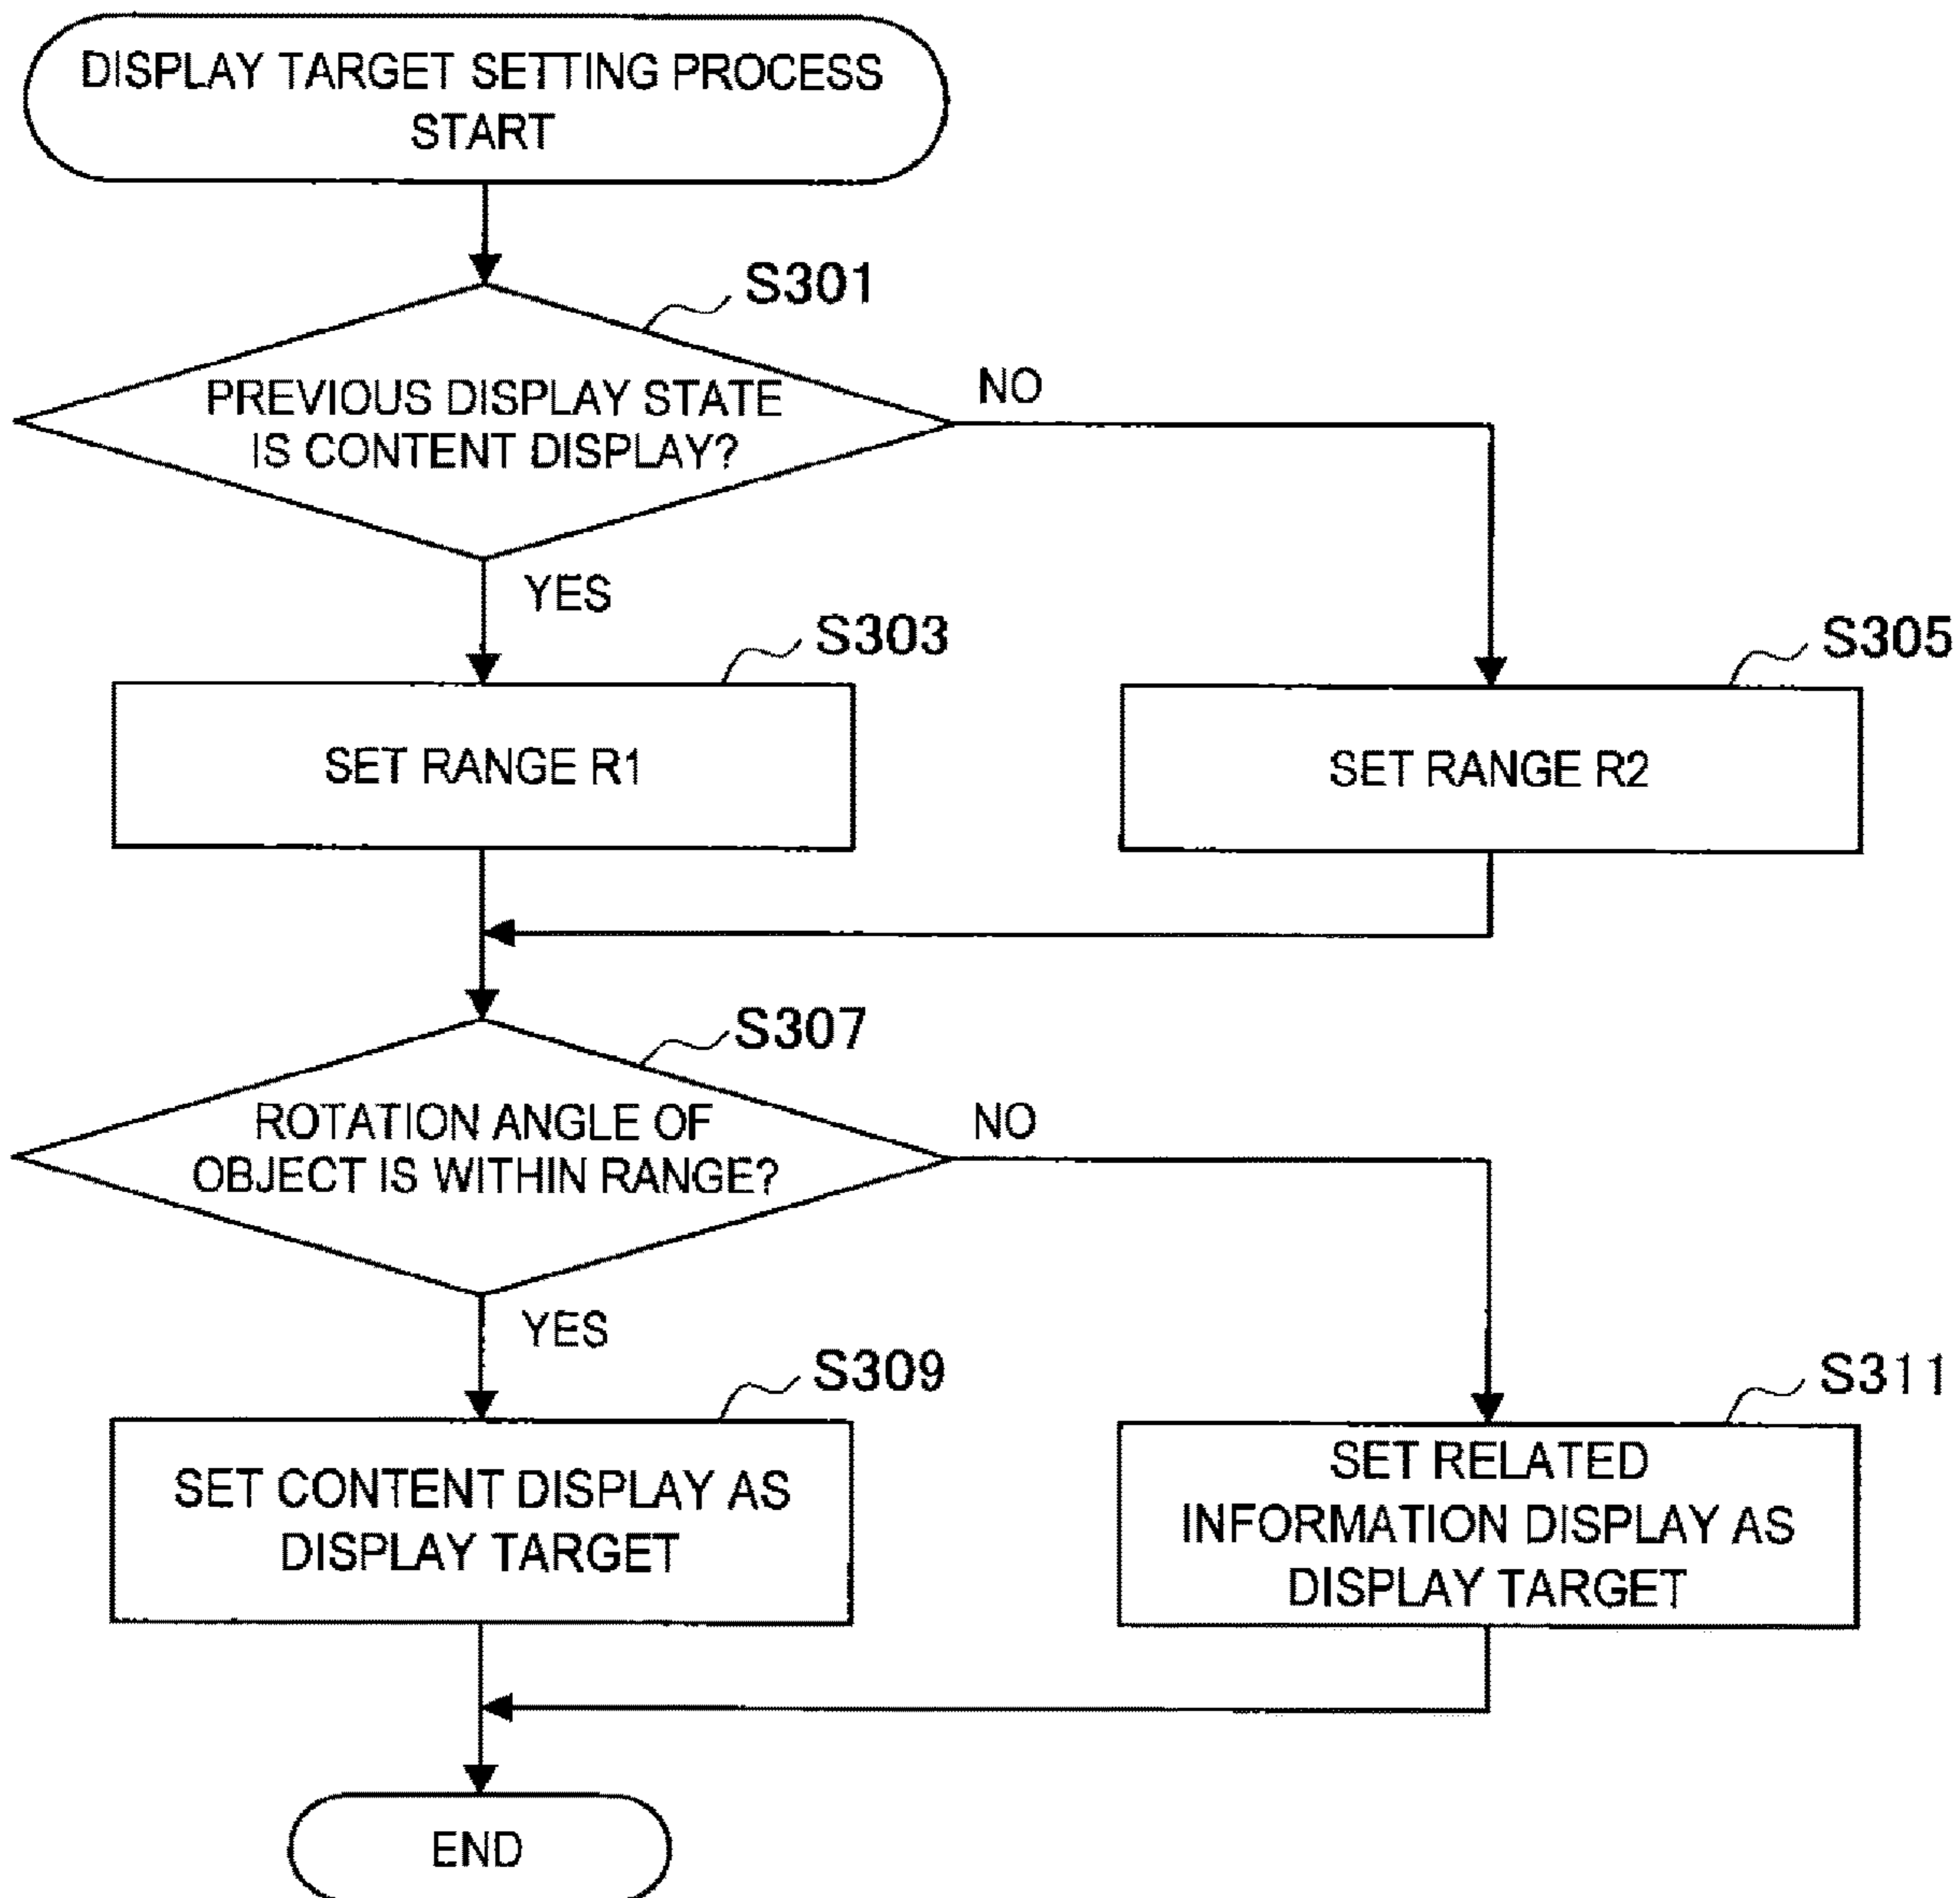 DISPLAY TARGET SETTING PROCESS
START
S301
PREVIOUS DISPLAY STATE
IS CONTENT DISPLAY?
NO
YES
S303
SET RANGE R1
S305
SET RANGE R2
S307
ROTATION ANGLE OF
OBJECT IS WITHIN RANGE?
NO
YES
S309
SET CONTENT DISPLAY AS
DISPLAY TARGET
S311
SET RELATED
INFORMATION DISPLAY AS
DISPLAY TARGET
END